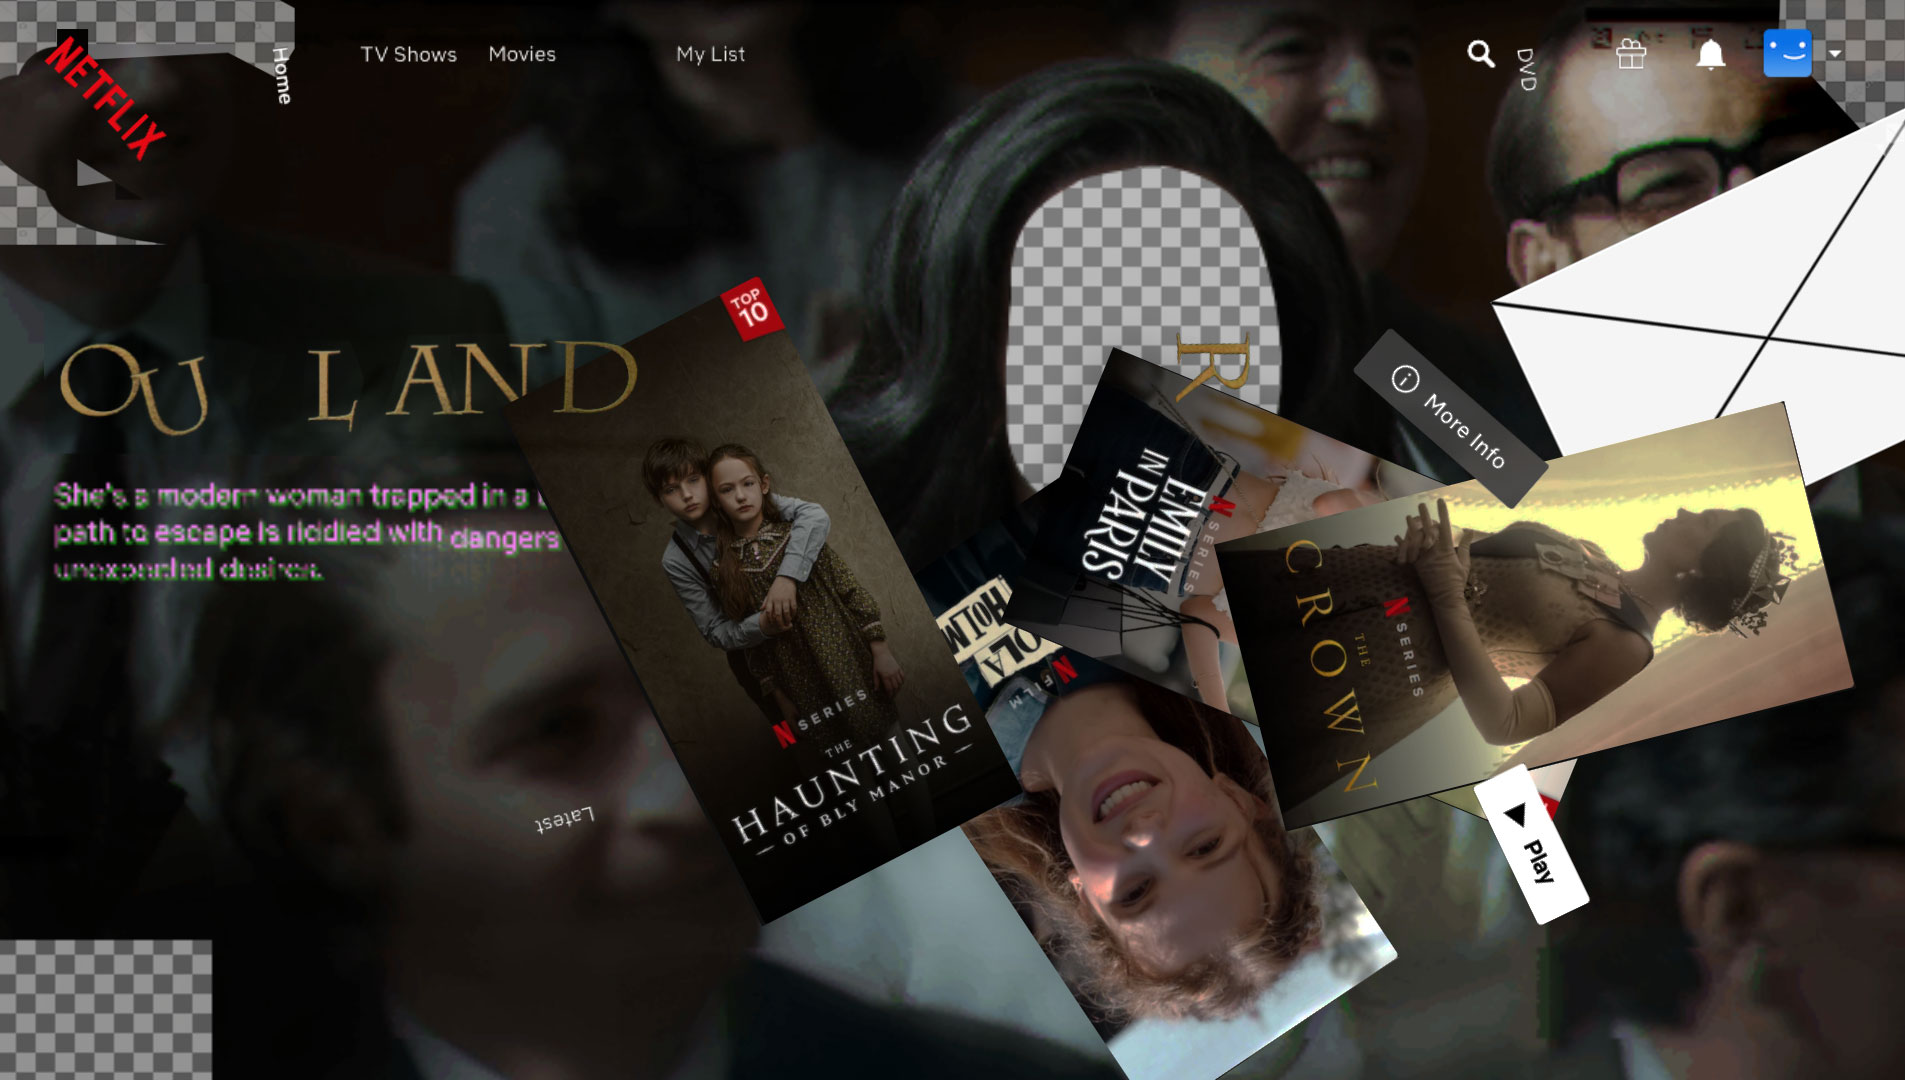 NETFLIX
Home
TV Shows
Movies
My List
DVD
TOP
10
OU L AND
R
More Info
She's a modern woman trapped in a
path to escape is riddled with dangers
unexpected desires.
IN
PARIS
EMILY
N SERIES
HOLM
OLA
N FILM
THE
CROWN
N SERIES
N SERIES
THE
HAUNTING
OF BLY MANOR
Latest
Play